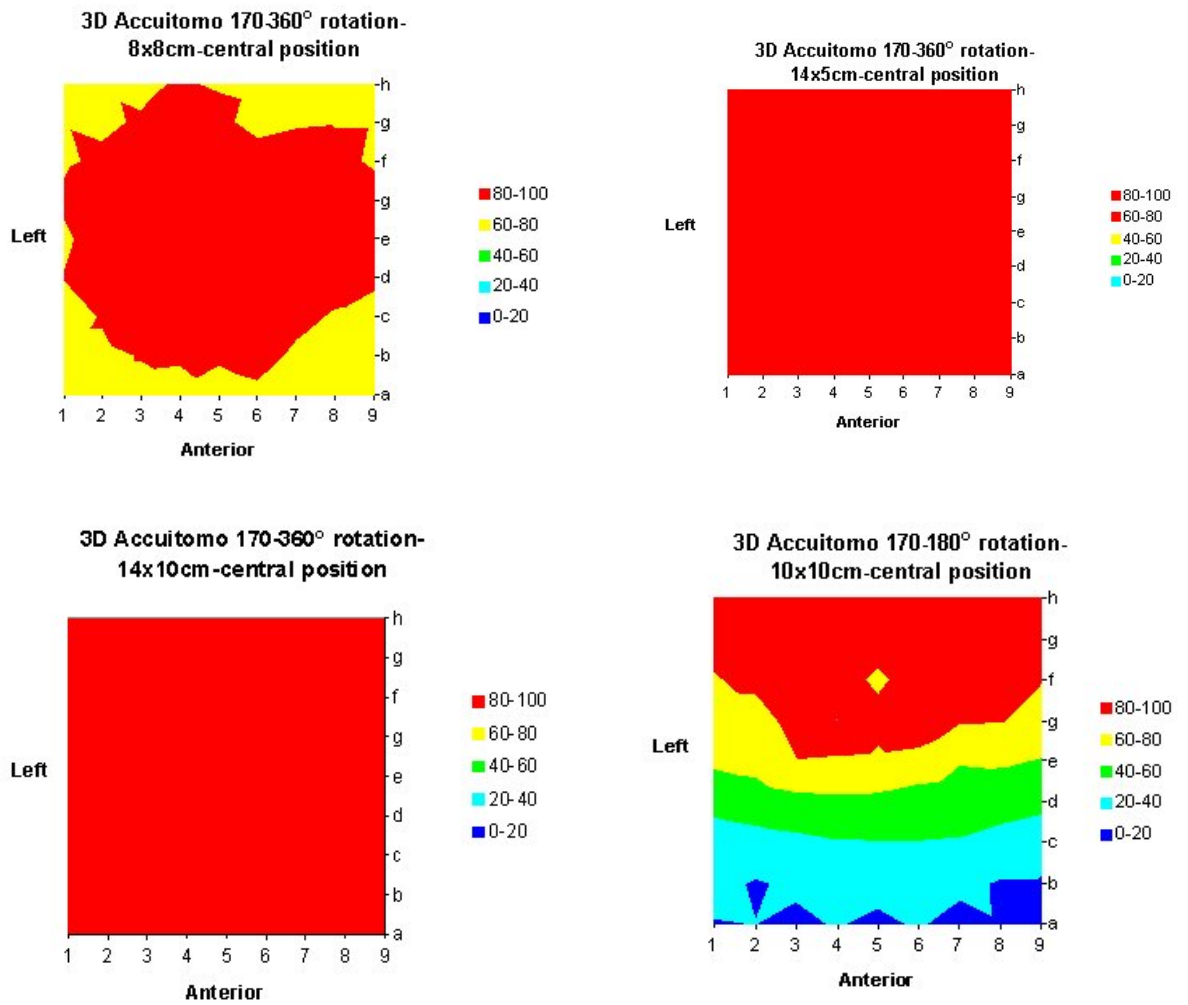 3D Accuitomo 170-360° rotation-
8x8cm-central position
h
g
f
g
e
d
c
b
a
Left
1 2 3 4 5 6 7 8 9
Anterior
80-100
60-80
40-60
20-40
0-20
3D Accuitomo 170-360° rotation-
14x5cm-central position
h
g
f
g
e
d
c
b
a
Left
1 2 3 4 5 6 7 8 9
Anterior
80-100
60-80
40-60
20-40
0-20
3D Accuitomo 170-360° rotation-
14x10cm-central position
h
g
f
g
e
d
c
b
a
Left
1 2 3 4 5 6 7 8 9
Anterior
80-100
60-80
40-60
20-40
0-20
3D Accuitomo 170-180° rotation-
10x10cm-central position
h
g
f
g
e
d
c
b
a
Left
1 2 3 4 5 6 7 8 9
Anterior
80-100
60-80
40-60
20-40
0-20